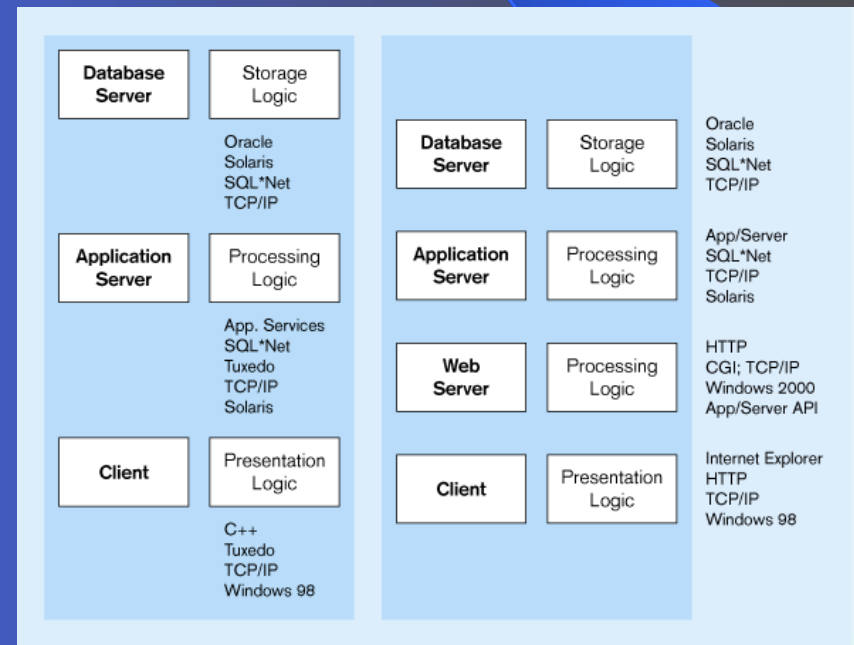 Database
Server
Storage
Logic
Oracle
Solaris
SQL*Net
TCP/IP
Application
Server
Processing
Logic
App. Services
SQL*Net
Tuxedo
TCP/IP
Solaris
Client
Presentation
Logic
C++
Tuxedo
TCP/IP
Windows 98
Database
Server
Storage
Logic
Oracle
Solaris
SQL*Net
TCP/IP
Application
Server
Processing
Logic
App/Server
SQL*Net
TCP/IP
Solaris
Web
Server
Processing
Logic
HTTP
CGI; TCP/IP
Windows 2000
App/Server API
Client
Presentation
Logic
Internet Explorer
HTTP
TCP/IP
Windows 98